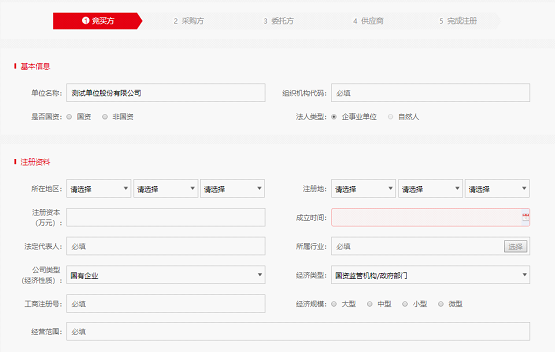 1 竞买方 2 采购方 3 委托方 4 供应商 5 完成注册
基本信息
单位名称: 测试单位股份有限公司 组织机构代码: 必填
是否国资: 国资 非国资 法人类型: 企事业单位 自然人
注册资料
所在地区: 请选择 请选择 请选择 注册地: 请选择 请选择 请选择
注册资本
(万元): 成立时间:
法定代表人: 必填 所属行业: 必填 选择
公司类型
(经济性质): 国有企业 经济类型: 国资监管机构/政府部门
工商注册号: 必填 经济规模: 大型 中型 小型 微型
经营范围: 必填